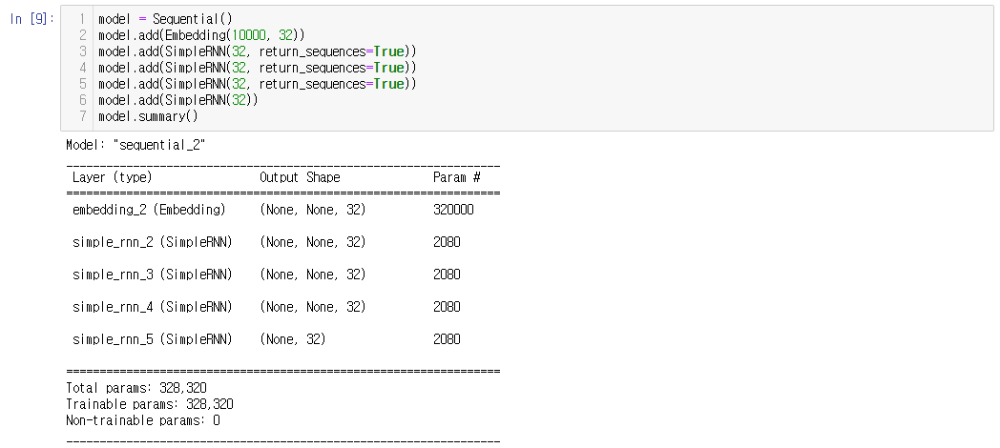 In [9]:
1 model = Sequential()
2 model.add(Embedding(10000, 32))
3 model.add(SimpleRNN(32, return_sequences=True))
4 model.add(SimpleRNN(32, return_sequences=True))
5 model.add(SimpleRNN(32, return_sequences=True))
6 model.add(SimpleRNN(32))
7 model.summary()
Model: "sequential_2"
_________________________________________________________________
Layer (type) Output Shape Param #
=================================================================
embedding_2 (Embedding) (None, None, 32) 320000
simple_rnn_2 (SimpleRNN) (None, None, 32) 2080
simple_rnn_3 (SimpleRNN) (None, None, 32) 2080
simple_rnn_4 (SimpleRNN) (None, None, 32) 2080
simple_rnn_5 (SimpleRNN) (None, 32) 2080
=================================================================
Total params: 328,320
Trainable params: 328,320
Non-trainable params: 0
_________________________________________________________________